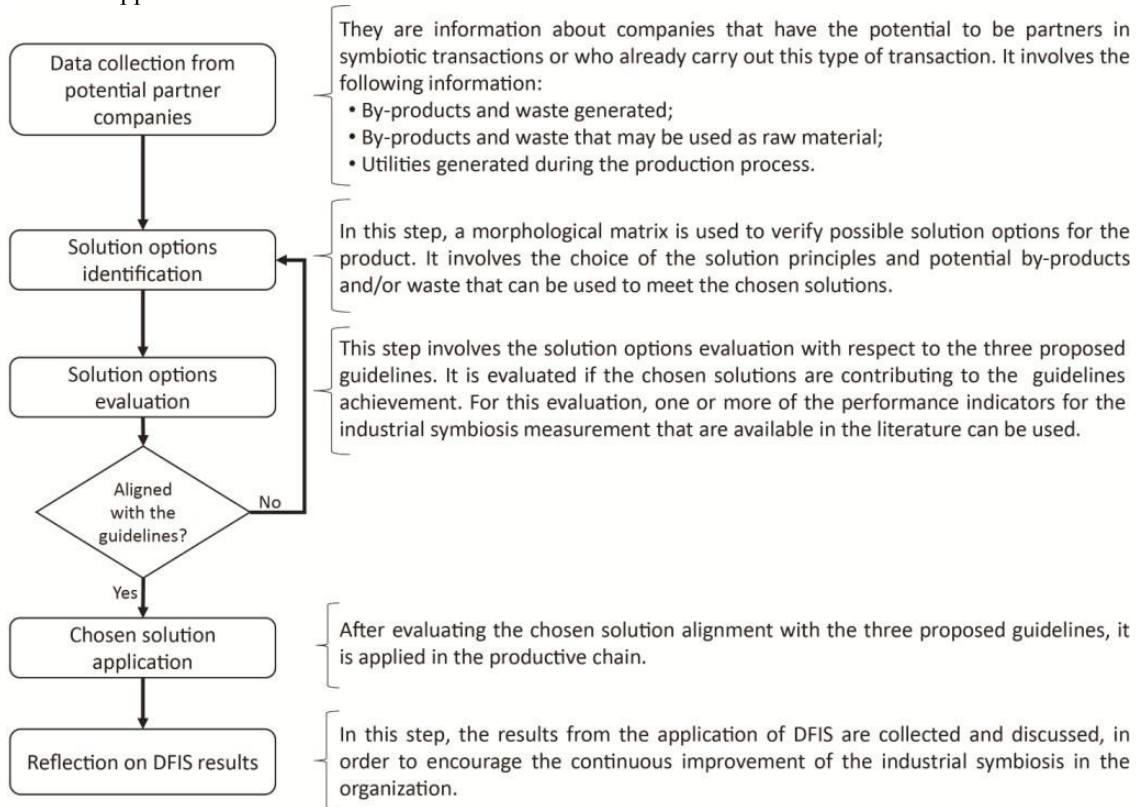 They are information about companies that have the potential to be partners in
symbiotic transactions or who already carry out this type of transaction. It involves the
following information:
• By-products and waste generated;
• By-products and waste that may be used as raw material;
• Utilities generated during the production process.
Data collection from
potential partner
companies
In this step, a morphological matrix is used to verify possible solution options for the
product. It involves the choice of the solution principles and potential by-products
and/or waste that can be used to meet the chosen solutions.
Solution options
identification
This step involves the solution options evaluation with respect to the three proposed
guidelines. It is evaluated if the chosen solutions are contributing to the guidelines
achievement. For this evaluation, one or more of the performance indicators for the
industrial symbiosis measurement that are available in the literature can be used.
Solution options
evaluation
Aligned
with the
guidelines?
No
Yes
Chosen solution
application
After evaluating the chosen solution alignment with the three proposed guidelines, it
is applied in the productive chain.
Reflection on DFIS results
In this step, the results from the application of DFIS are collected and discussed, in
order to encourage the continuous improvement of the industrial symbiosis in the
organization.